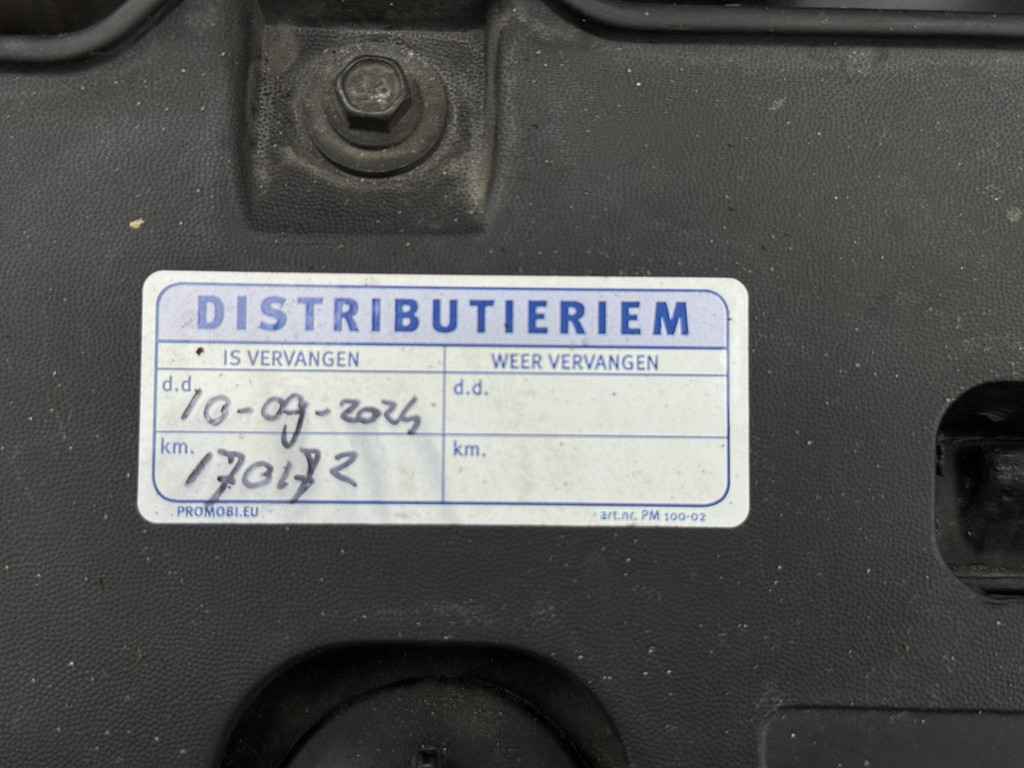 DISTRIBUTIERIEM
IS VERVANGEN
WEER VERVANGEN
d.d. 10-09-2024
d.d.
km. 170172
km.
PROMOBI.EU
art.nr. PM 100-02